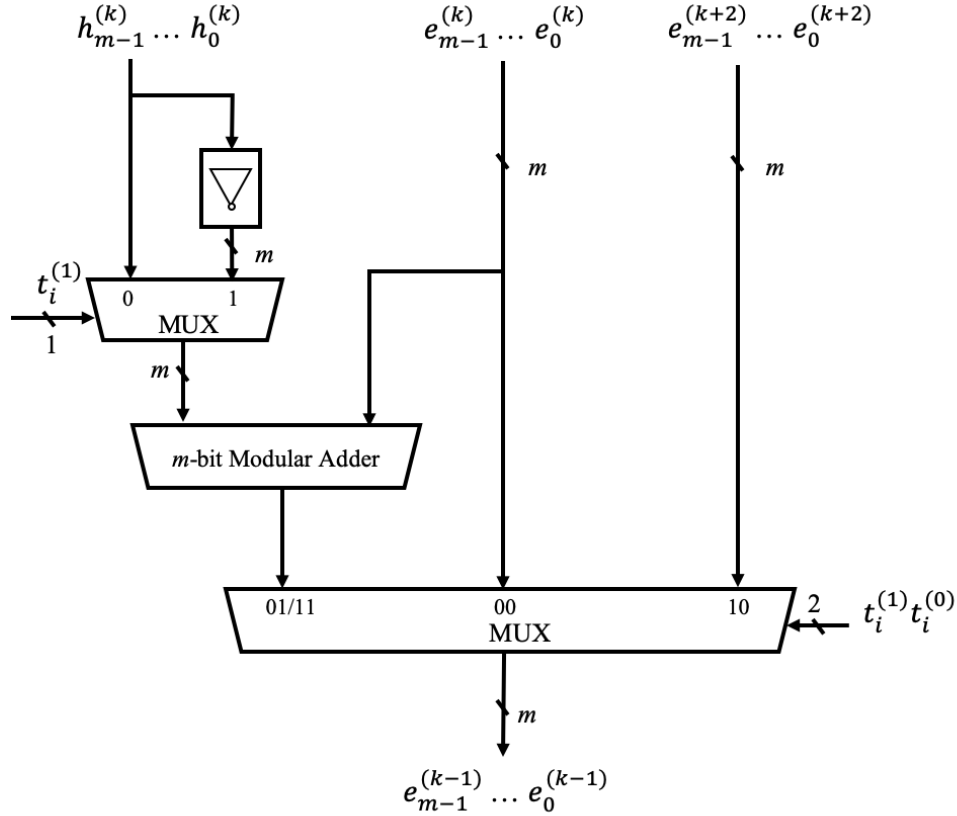 h_{m-1}^{(k)} … h_0^{(k)} e_{m-1}^{(k)} … e_0^{(k)} e_{m-1}^{(k+2)} … e_0^{(k+2)}
m m
m
t_i^{(1)} 0 1
MUX
1
m
m-bit Modular Adder
01/11 00 10 2 t_i^{(1)} t_i^{(0)}
MUX
m
e_{m-1}^{(k-1)} … e_0^{(k-1)}